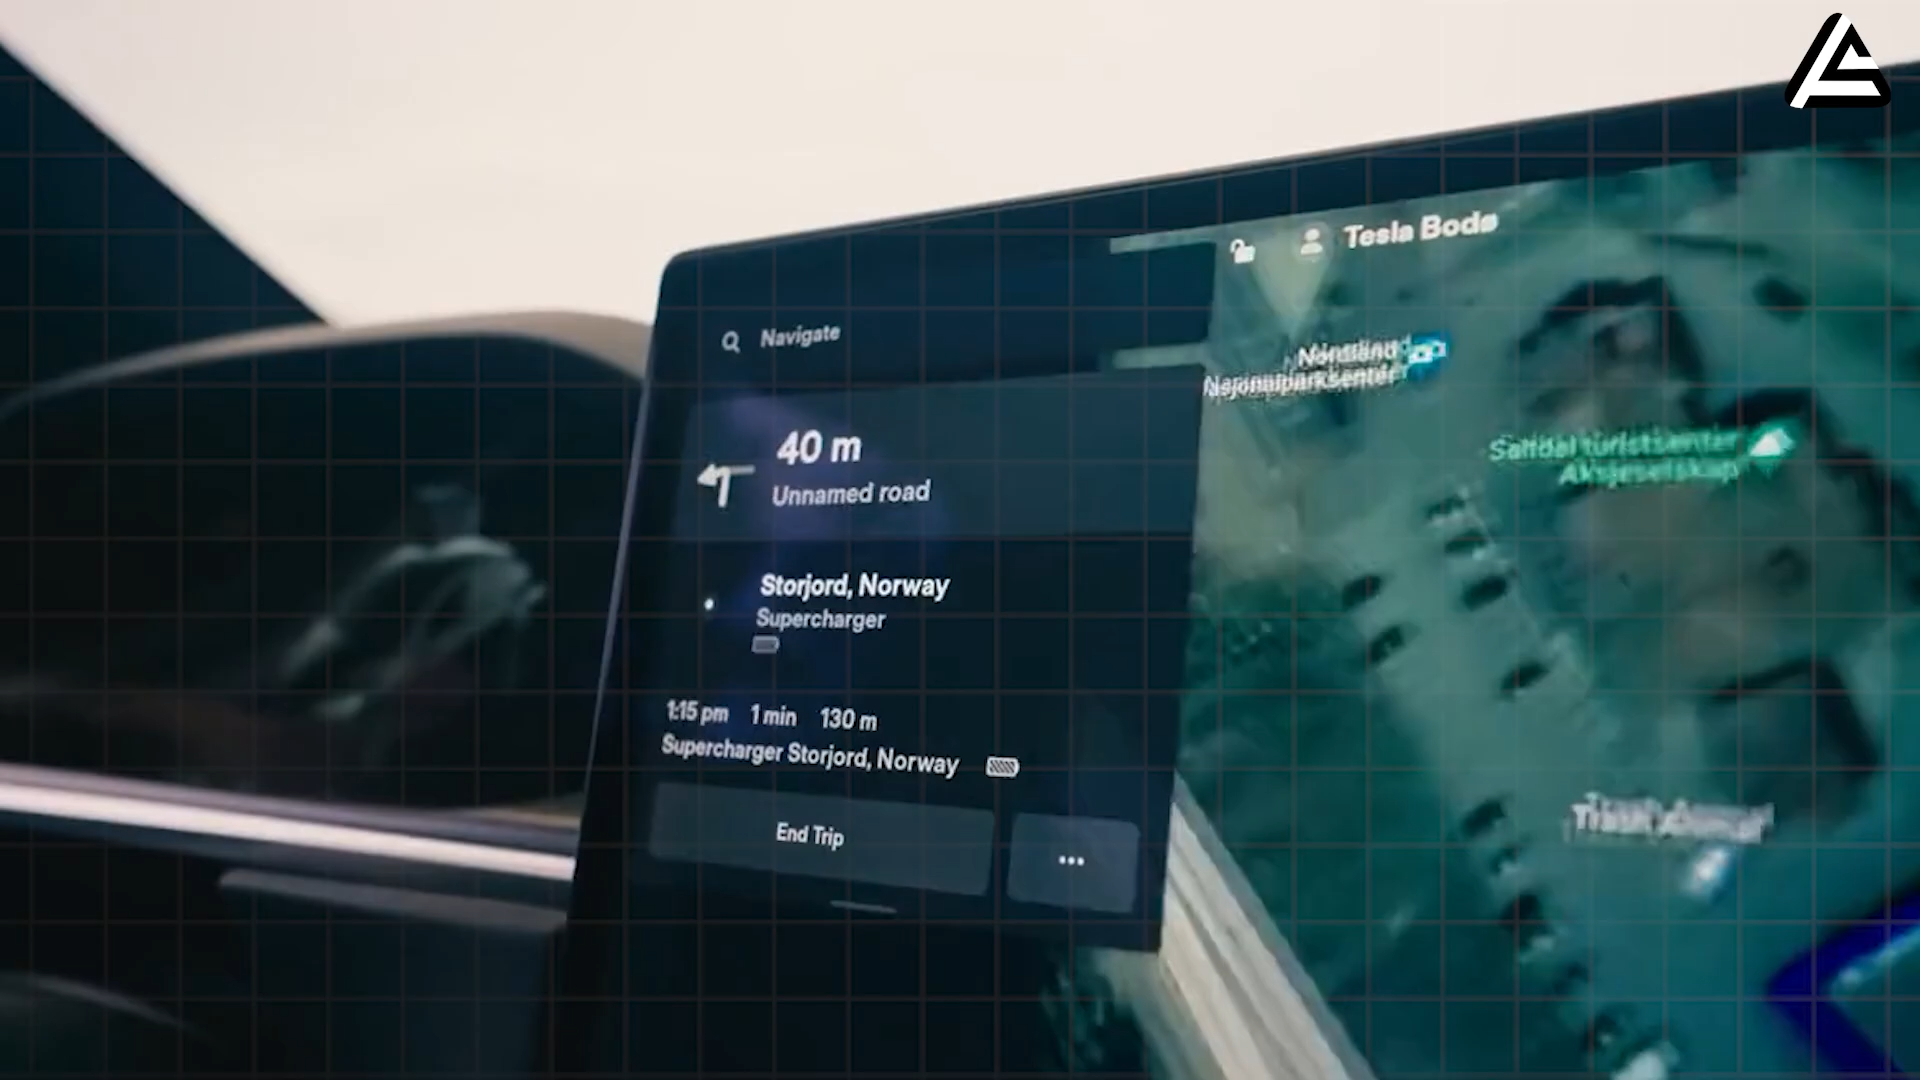 Tesla Bodø
Navigate
40 m
Unnamed road
Storjord, Norway
Supercharger
1:15 pm 1 min 130 m
Supercharger Storjord, Norway
End Trip
Nordland
Nasjonalparksenter
Saltdal turistsenter
Aksjeselskap